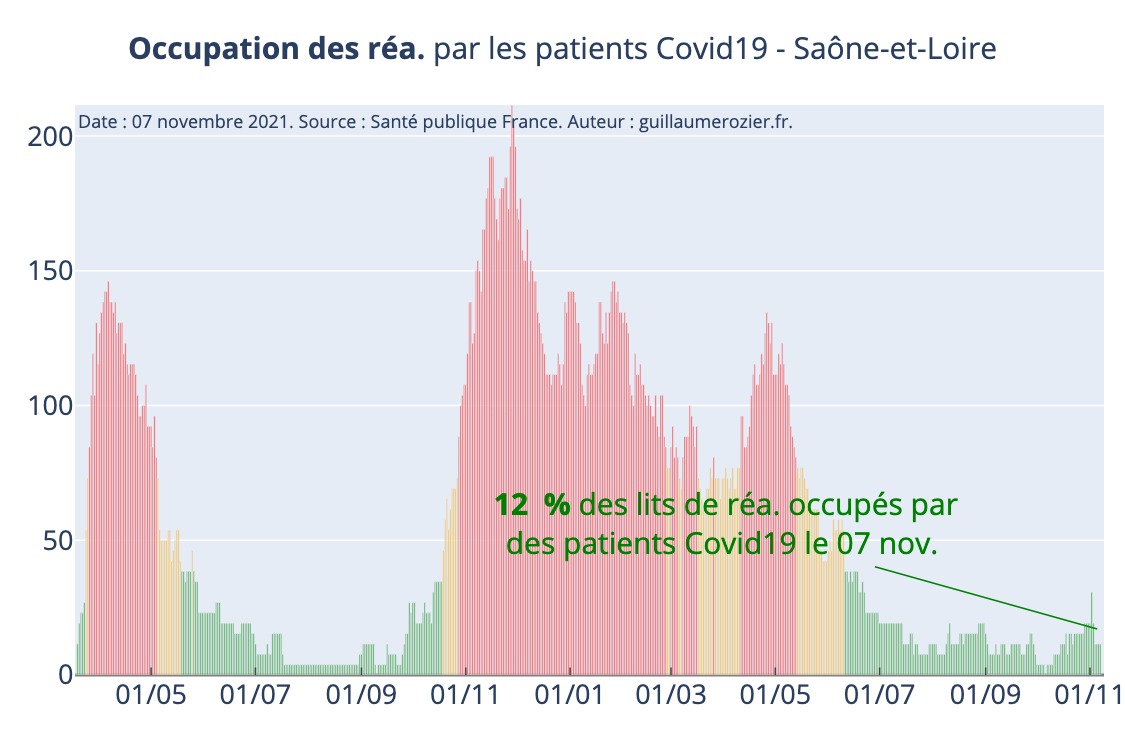 Occupation des réa. par les patients Covid19 - Saône-et-Loire
Date : 07 novembre 2021. Source : Santé publique France. Auteur : guillaumerozier.fr.
200
150
100
50
0
12 % des lits de réa. occupés par
des patients Covid19 le 07 nov.
01/05 01/07 01/09 01/11 01/01 01/03 01/05 01/07 01/09 01/11